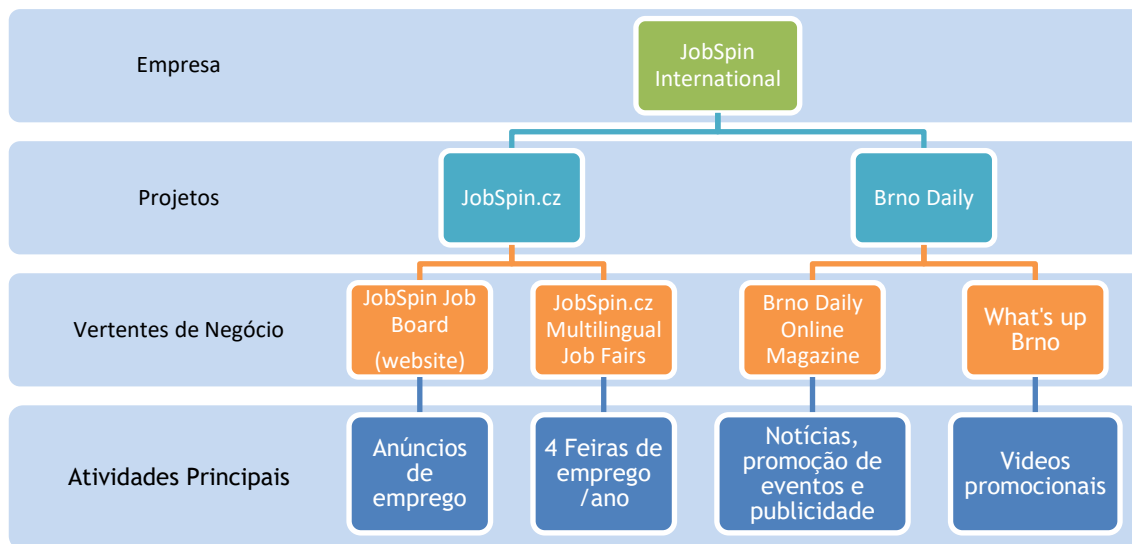 Empresa
JobSpin
International
Projetos
JobSpin.cz
Brno Daily
Vertentes de Negócio
JobSpin Job
Board
(website)
JobSpin.cz
Multilingual
Job Fairs
Brno Daily
Online
Magazine
What's up
Brno
Atividades Principais
Anúncios
de
emprego
4 Feiras de
emprego
/ano
Notícias,
promoção de
eventos e
publicidade
Videos
promocionais